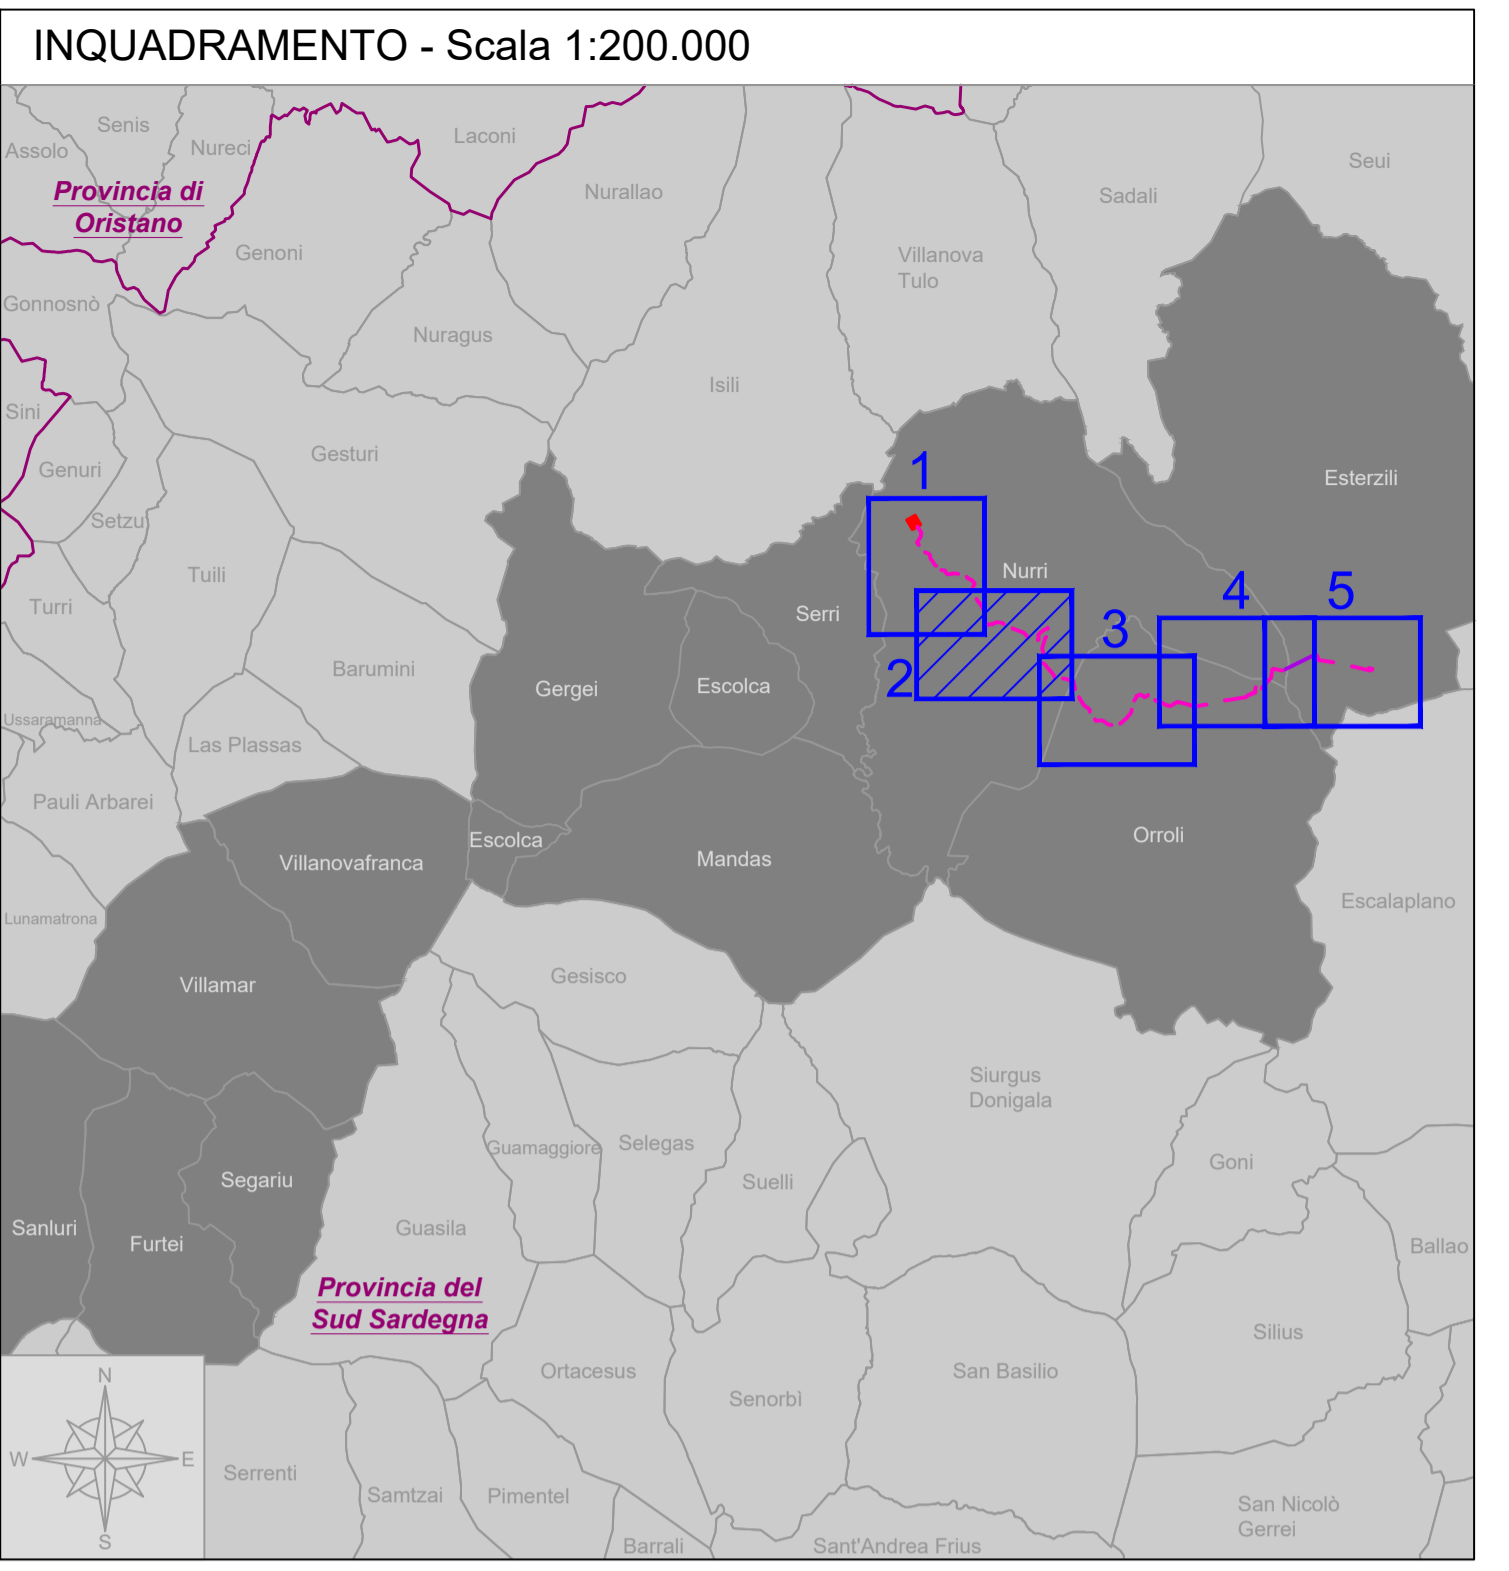 INQUADRAMENTO - Scala 1:200.000
Senis
Laconi
Assolo
Nureci
Seui
Provincia di
Oristano
Nurallao
Sadali
Genoni
Villanova
Tulo
Gonnosnò
Nuragus
Isili
Sini
Gesturi
Genuri
1
Esterzili
Setzu
Tuili
Nurri
4
5
Turri
Serri
3
Barumini
Gergei
Escolca
2
Ussaramanna
Las Plassas
Pauli Arbarei
Escolca
Orroli
Villanovafranca
Mandas
Lunamatrona
Escalaplano
Villamar
Gesisco
Siurgus
Donigala
Guamaggiore
Selegas
Goni
Segariu
Suelli
Sanluri
Guasila
Furtei
Ballao
Provincia del
Sud Sardegna
Silius
Ortacesus
San Basilio
Senorbì
N
W
E
S
Serrenti
Samtzai
Pimentel
San Nicolò
Gerrei
Barrali
Sant'Andrea Frius